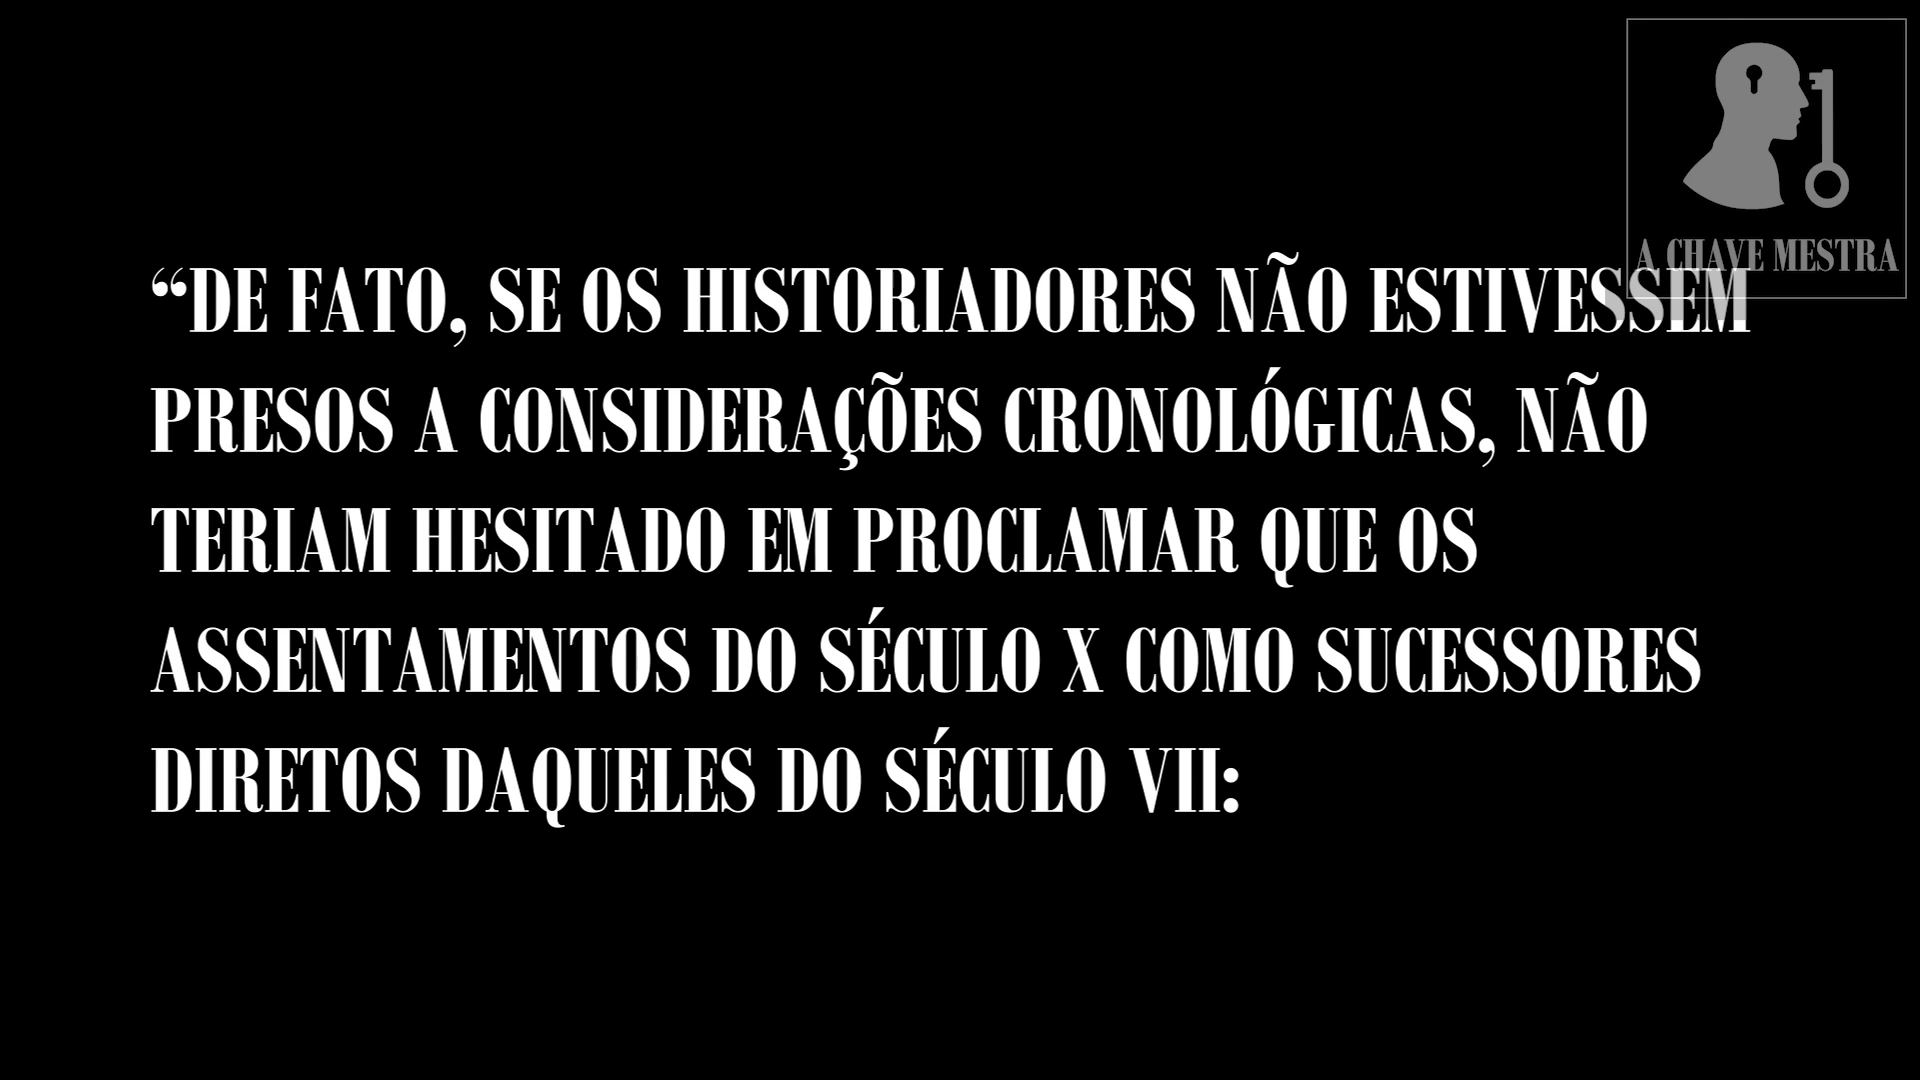 A CHAVE MESTRA
“DE FATO, SE OS HISTORIADORES NÃO ESTIVESSEM
PRESOS A CONSIDERAÇÕES CRONOLÓGICAS, NÃO
TERIAM HESITADO EM PROCLAMAR QUE OS
ASSENTAMENTOS DO SÉCULO X COMO SUCESSORES
DIRETOS DAQUELES DO SÉCULO VII: